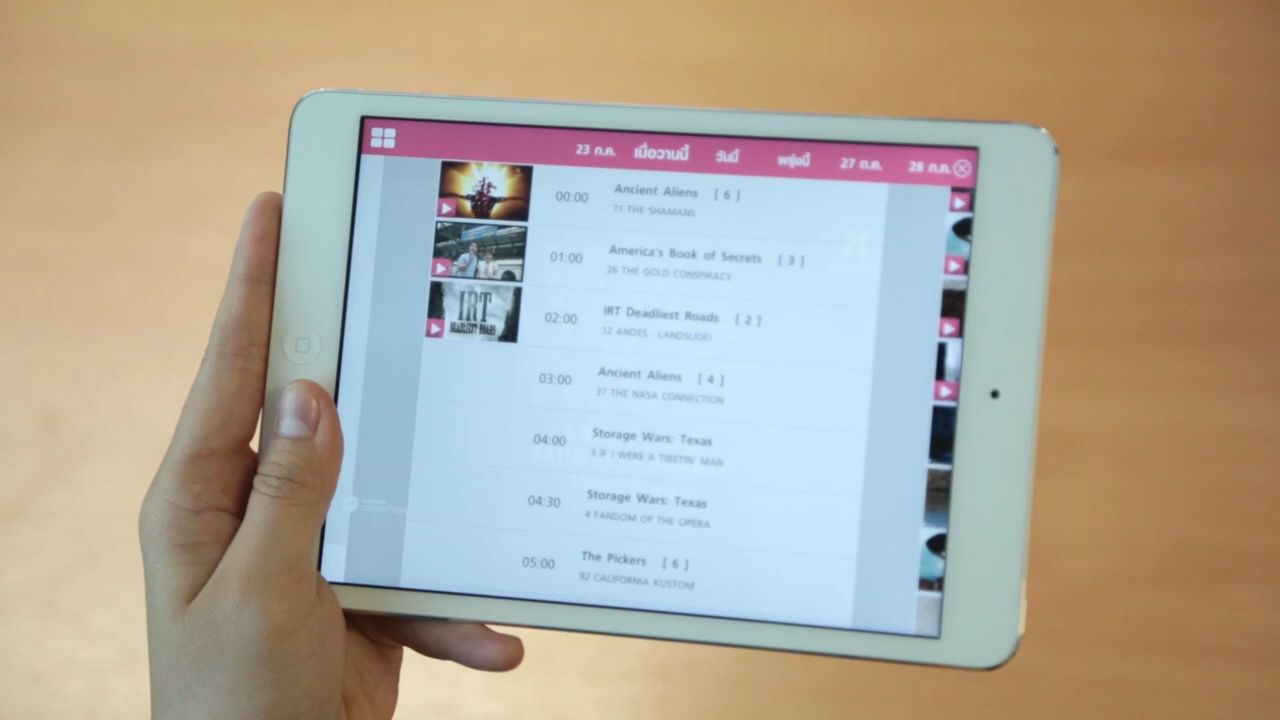 23 ก.ค. เมื่อวานนี้ วันนี้ พรุ่งนี้ 27 ก.ค. 28 ก.ค.
00:00 Ancient Aliens [ 6 ]
71 THE SHAMANS
01:00 America's Book of Secrets [ 3 ]
26 THE GOLD CONSPIRACY
IRT
DEADLIEST ROADS
02:00 IRT Deadliest Roads [ 2 ]
12 ANDES - LANDSLIDE!
03:00 Ancient Aliens [ 4 ]
37 THE NASA CONNECTION
04:00 Storage Wars: Texas
3 IF I WERE A TIBETIN' MAN
04:30 Storage Wars: Texas
4 FANDOM OF THE OPERA
05:00 The Pickers [ 6 ]
92 CALIFORNIA KUSTOM